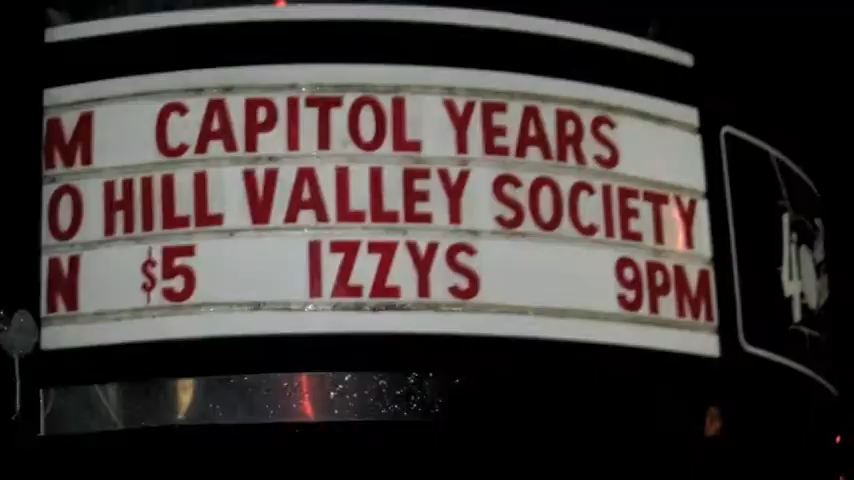 M CAPITOL YEARS
O HILL VALLEY SOCIETY
N $5 IZZYS 9PM